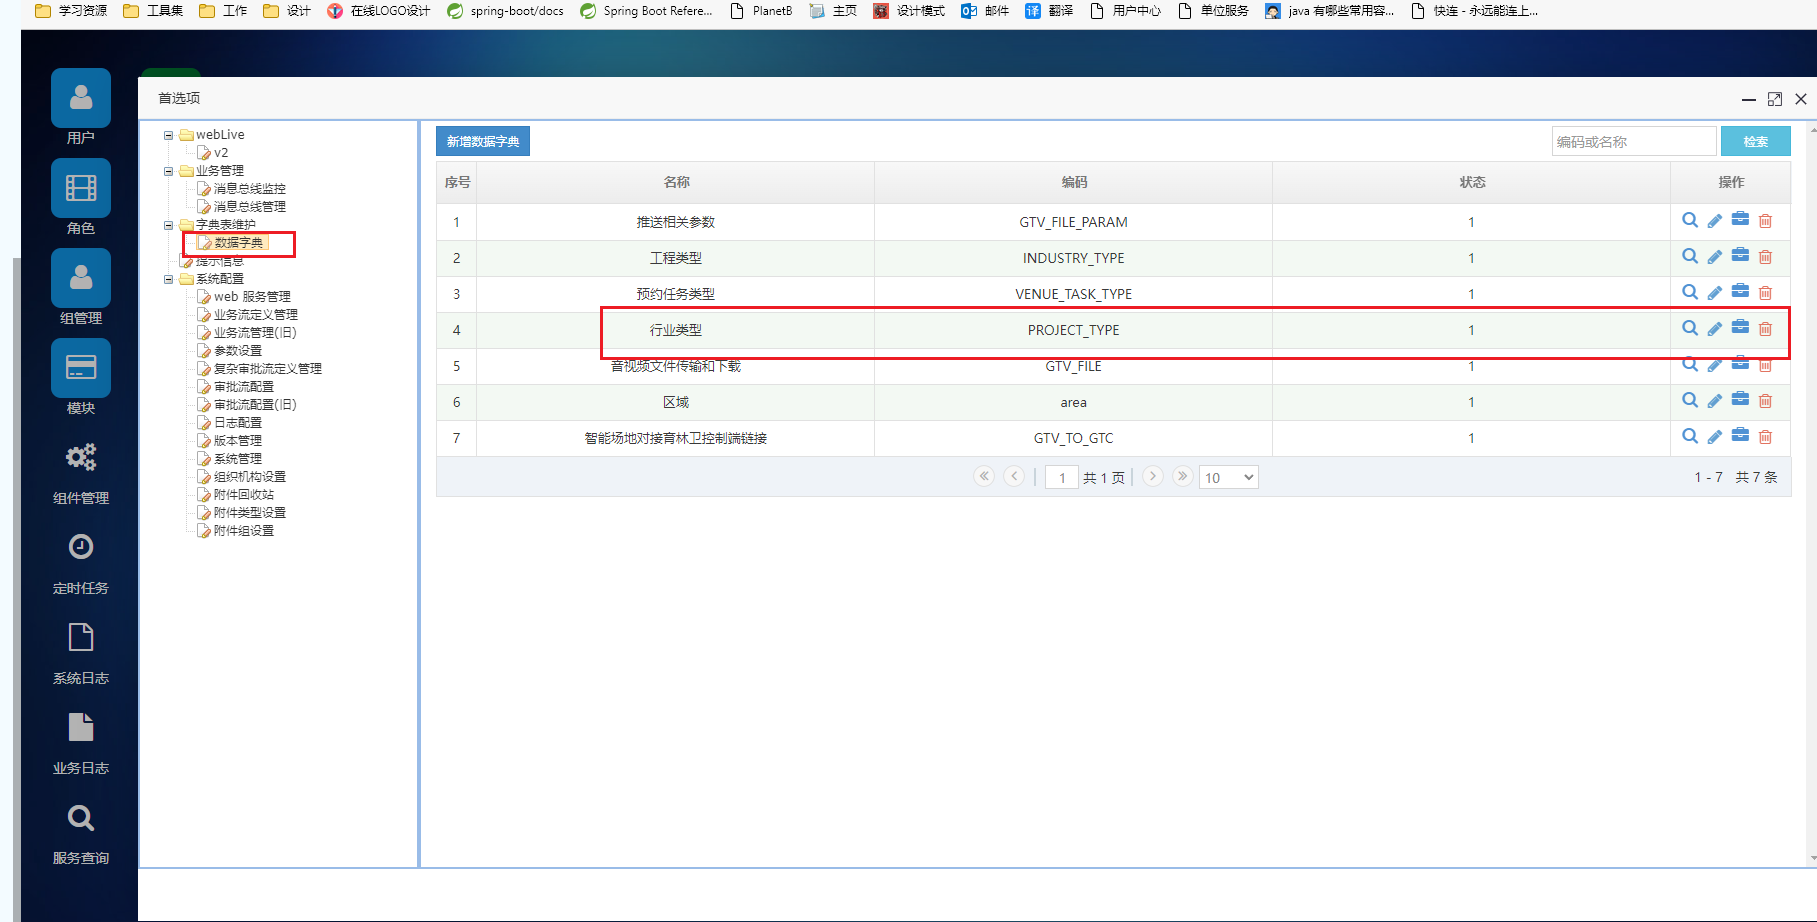 学习资源 工具集 工作 设计 在线LOGO设计 spring-boot/docs Spring Boot Refere... PlanetB 主页 设计模式 邮件 翻译 用户中心 单位服务 java 有哪些常用容... 快连 - 永远能连上...
用户
角色
组管理
模块
组件管理
定时任务
系统日志
业务日志
服务查询
首选项
webLive
v2
业务管理
消息总线监控
消息总线管理
字典表维护
数据字典
提示信息
系统配置
web 服务管理
业务流定义管理
业务流管理(旧)
参数设置
复杂审批流定义管理
审批流配置
审批流配置(旧)
日志配置
版本管理
系统管理
组织机构设置
附件回收站
附件类型设置
附件组设置
新增数据字典 编码或名称 检索
序号 名称 编码 状态 操作
1 推送相关参数 GTV_FILE_PARAM 1
2 工程类型 INDUSTRY_TYPE 1
3 预约任务类型 VENUE_TASK_TYPE 1
4 行业类型 PROJECT_TYPE 1
5 音视频文件传输和下载 GTV_FILE 1
6 区域 area 1
7 智能场地对接育林卫控制端链接 GTV_TO_GTC 1
1 共 1 页 10 1 - 7 共 7 条